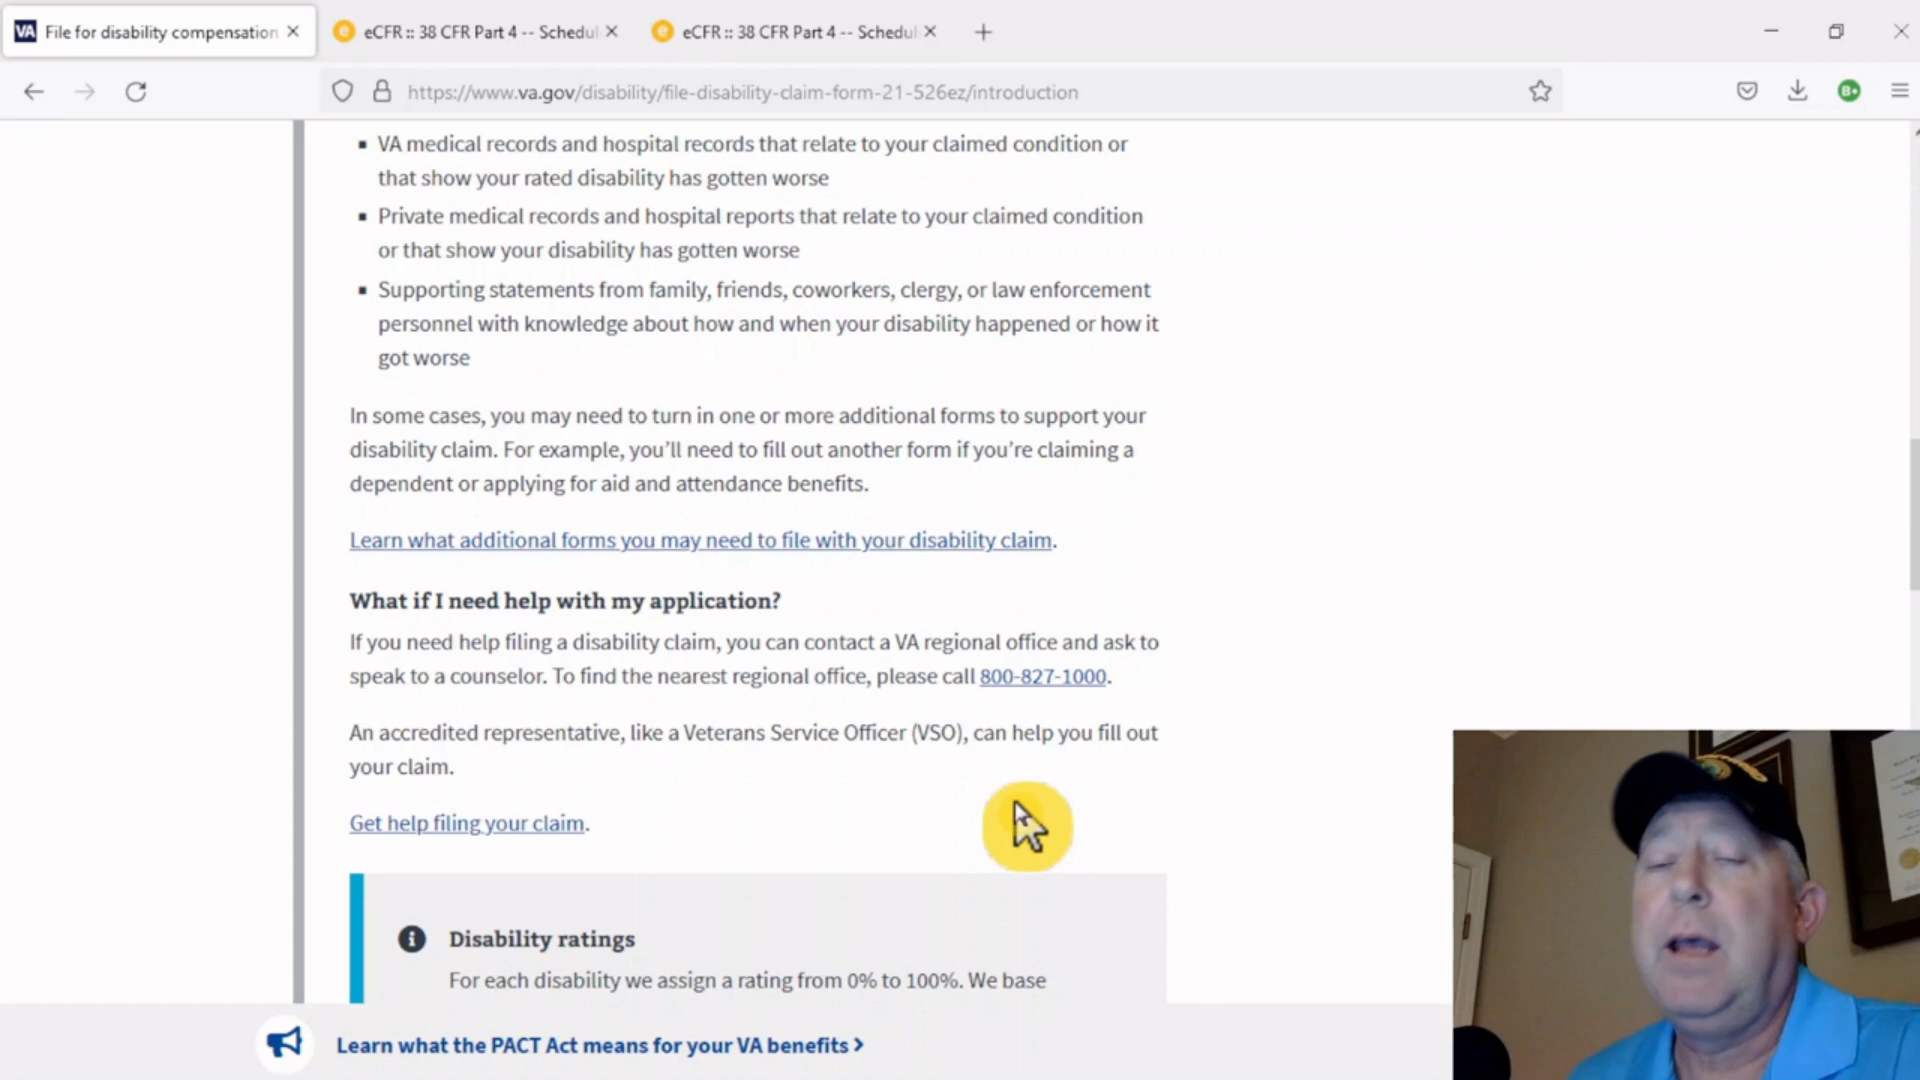 VA File for disability compensation
eCFR :: 38 CFR Part 4 -- Schedul
eCFR :: 38 CFR Part 4 -- Schedul
https://www.va.gov/disability/file-disability-claim-form-21-526ez/introduction
B+
VA medical records and hospital records that relate to your claimed condition or
that show your rated disability has gotten worse
Private medical records and hospital reports that relate to your claimed condition
or that show your disability has gotten worse
Supporting statements from family, friends, coworkers, clergy, or law enforcement
personnel with knowledge about how and when your disability happened or how it
got worse
In some cases, you may need to turn in one or more additional forms to support your
disability claim. For example, you’ll need to fill out another form if you’re claiming a
dependent or applying for aid and attendance benefits.
Learn what additional forms you may need to file with your disability claim.
What if I need help with my application?
If you need help filing a disability claim, you can contact a VA regional office and ask to
speak to a counselor. To find the nearest regional office, please call 800-827-1000.
An accredited representative, like a Veterans Service Officer (VSO), can help you fill out
your claim.
Get help filing your claim.
Disability ratings
For each disability we assign a rating from 0% to 100%. We base
Learn what the PACT Act means for your VA benefits